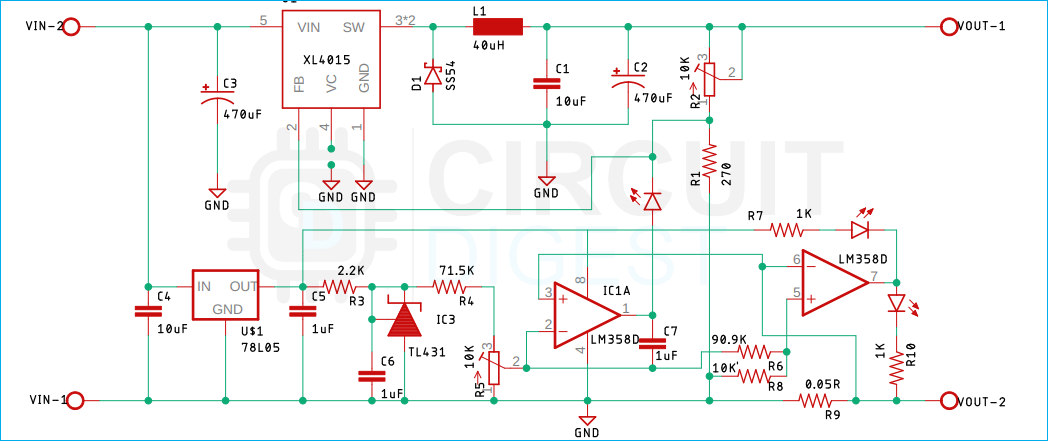 VIN-2
5
VIN
SW
3*2
L1
40uH
VOUT-1
XL4015
FB
VC
GND
2
4
1
C3
470uF
D1
SS54
C1
10uF
C2
470uF
10K
R2
3
2
1
R1
270
GND
GND
GND
GND
CIRCUIT
DIGEST
R7
1K
LM358D
6
7
5
IN
OUT
GND
U$1
78L05
C4
10uF
C5
1uF
2.2K
R3
71.5K
R4
IC3
TL431
C6
1uF
10K
R5
3
2
1
3
2
8
4
1
IC1A
LM358D
C7
1uF
90.9K
R6
10K
R8
0.05R
R9
1K
R10
VIN-1
GND
VOUT-2